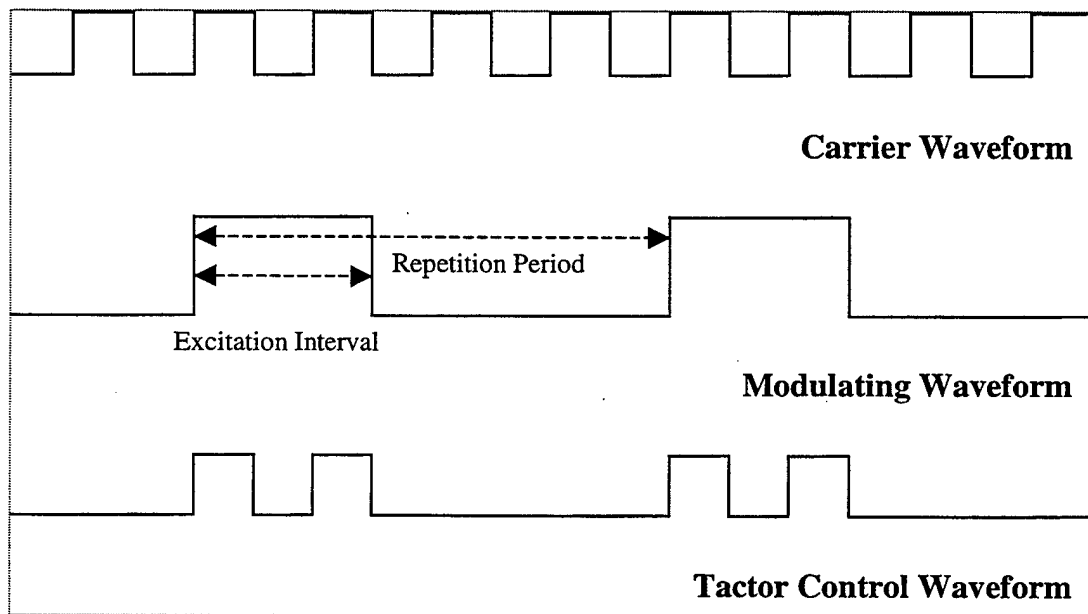 Carrier Waveform
Repetition Period
Excitation Interval
Modulating Waveform
Tactor Control Waveform